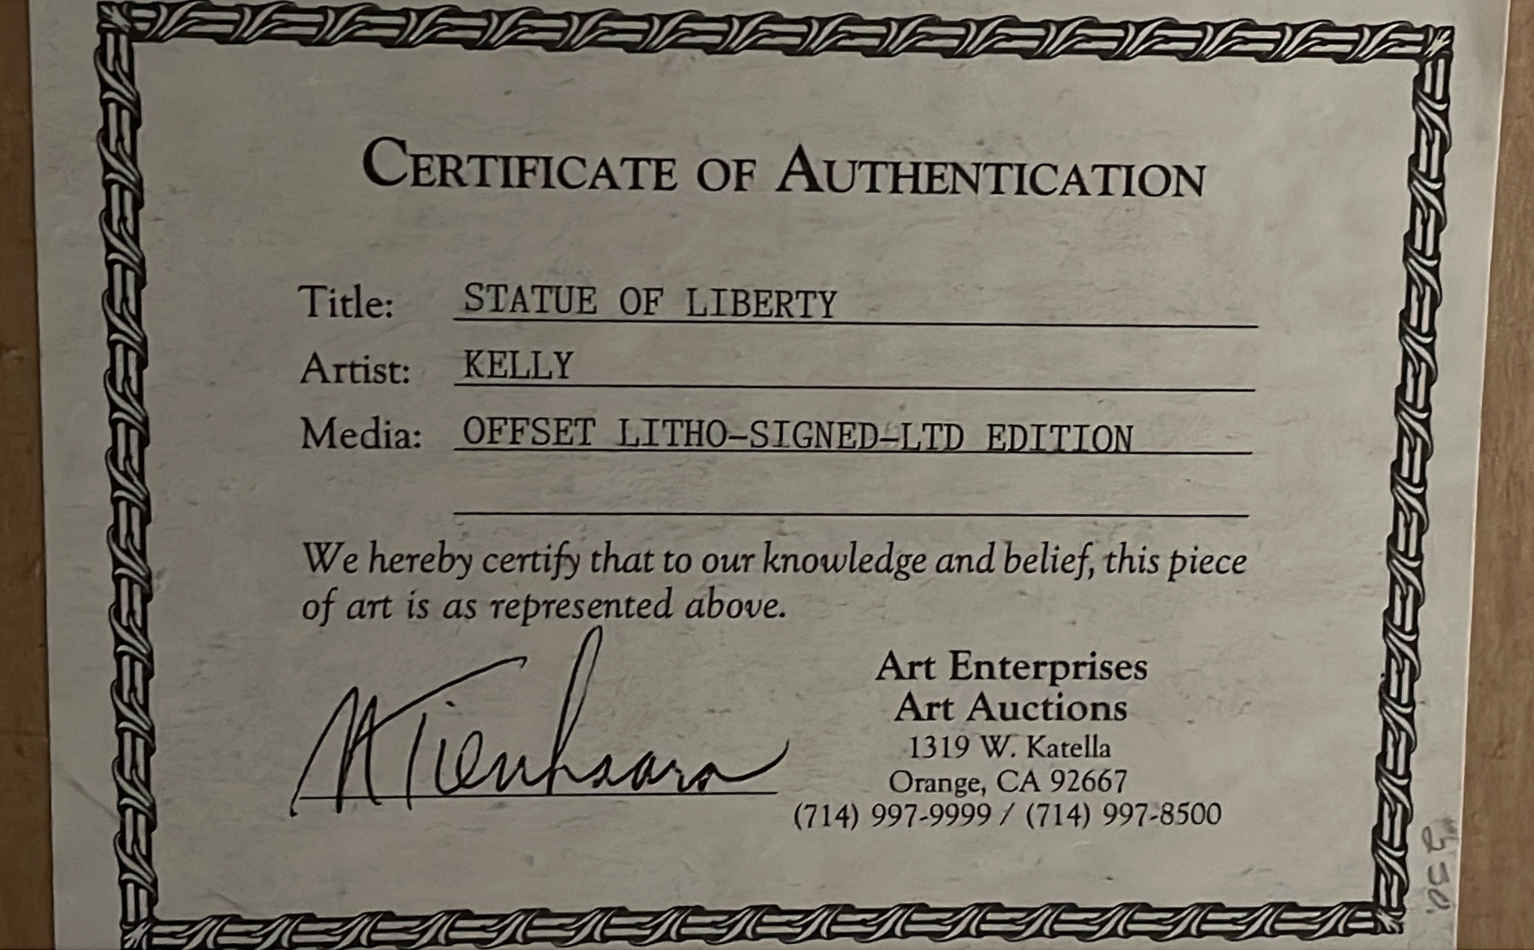 CERTIFICATE OF AUTHENTICATION
Title: STATUE OF LIBERTY
Artist: KELLY
Media: OFFSET LITHO-SIGNED-LTD EDITION
We hereby certify that to our knowledge and belief, this piece
of art is as represented above.
Art Enterprises
Art Auctions
1319 W. Katella
Orange, CA 92667
(714) 997-9999 / (714) 997-8500